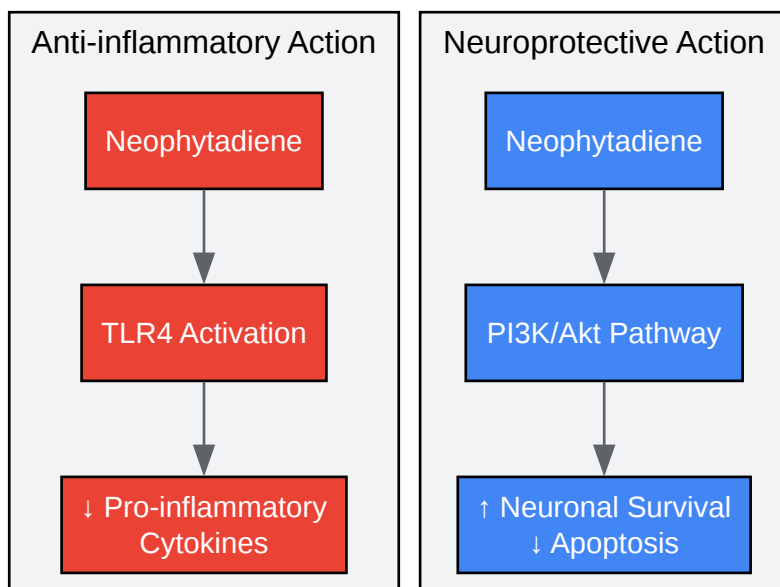 Anti-inflammatory Action
Neophytadiene
TLR4 Activation
↓ Pro-inflammatory
Cytokines
Neuroprotective Action
Neophytadiene
PI3K/Akt Pathway
↑ Neuronal Survival
↓ Apoptosis